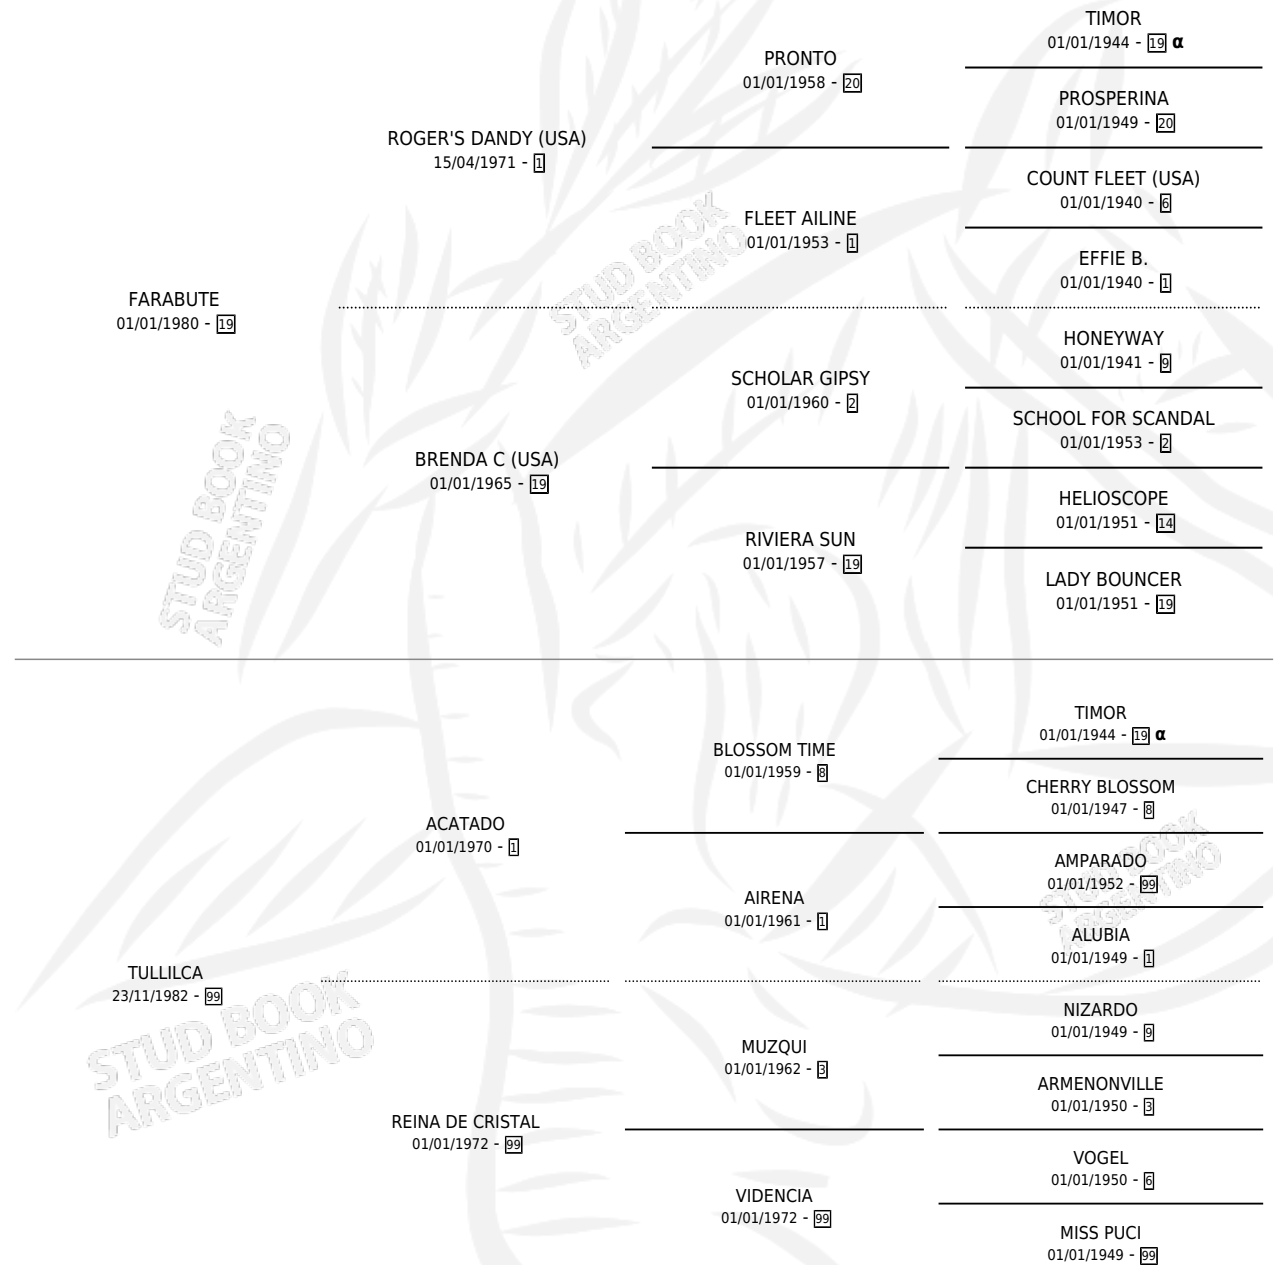 TIMOR
01/01/1944 - 19 α
PRONTO
01/01/1958 - 20
PROSPERINA
01/01/1949 - 20
ROGER'S DANDY (USA)
15/04/1971 - 1
COUNT FLEET (USA)
01/01/1940 - 6
FLEET AILINE
01/01/1953 - 1
EFFIE B.
01/01/1940 - 1
FARABUTE
01/01/1980 - 19
HONEYWAY
01/01/1941 - 9
SCHOLAR GIPSY
01/01/1960 - 2
SCHOOL FOR SCANDAL
01/01/1953 - 2
BRENDA C (USA)
01/01/1965 - 19
HELIOSCOPE
01/01/1951 - 14
RIVIERA SUN
01/01/1957 - 19
LADY BOUNCER
01/01/1951 - 19
STUD BOOK
ARGENTINO
STUD BOOK
ARGENTINO
TIMOR
01/01/1944 - 19 α
BLOSSOM TIME
01/01/1959 - 8
CHERRY BLOSSOM
01/01/1947 - 8
ACATADO
01/01/1970 - 1
AMPARADO
01/01/1952 - 99
AIRENA
01/01/1961 - 1
ALUBIA
01/01/1949 - 1
TULLILCA
23/11/1982 - 99
NIZARDO
01/01/1949 - 9
MUZQUI
01/01/1962 - 3
ARMENONVILLE
01/01/1950 - 3
REINA DE CRISTAL
01/01/1972 - 99
VOGEL
01/01/1950 - 6
VIDENCIA
01/01/1972 - 99
MISS PUCI
01/01/1949 - 99
STUD BOOK
ARGENTINO
STUD BOOK
ARGENTINO